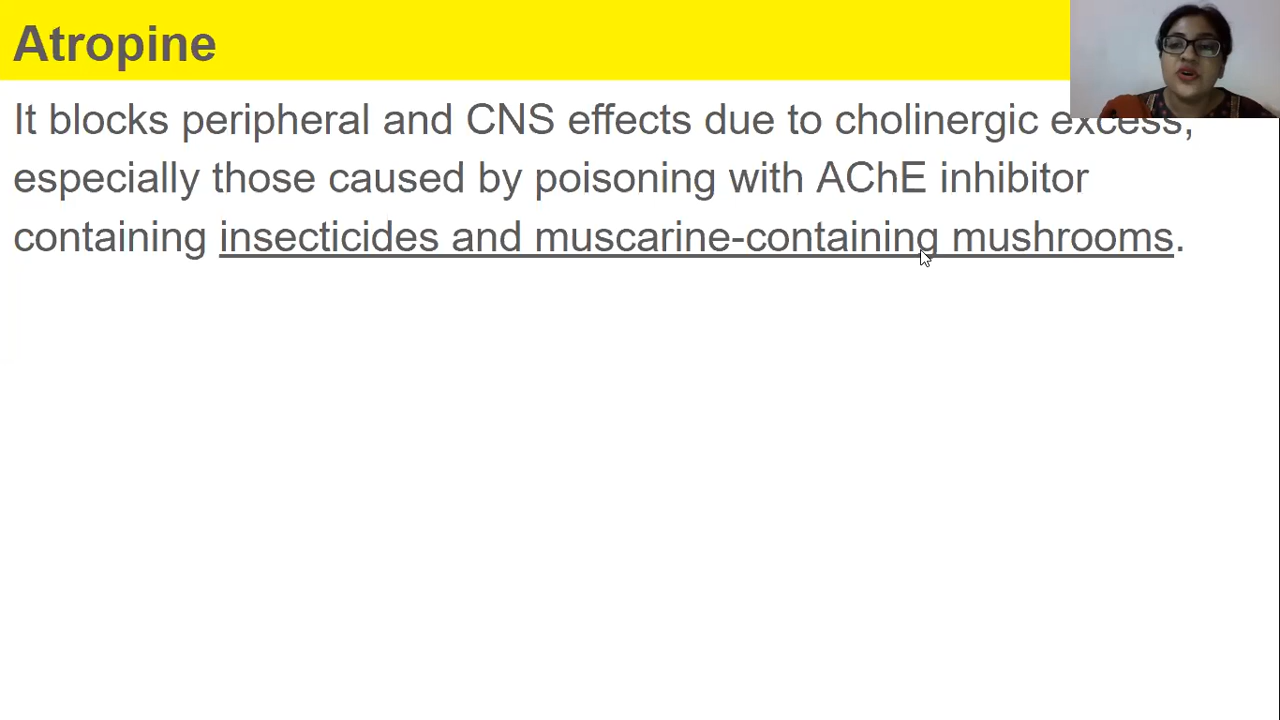 Atropine
It blocks peripheral and CNS effects due to cholinergic excess,
especially those caused by poisoning with AChE inhibitor
containing insecticides and muscarine-containing mushrooms.